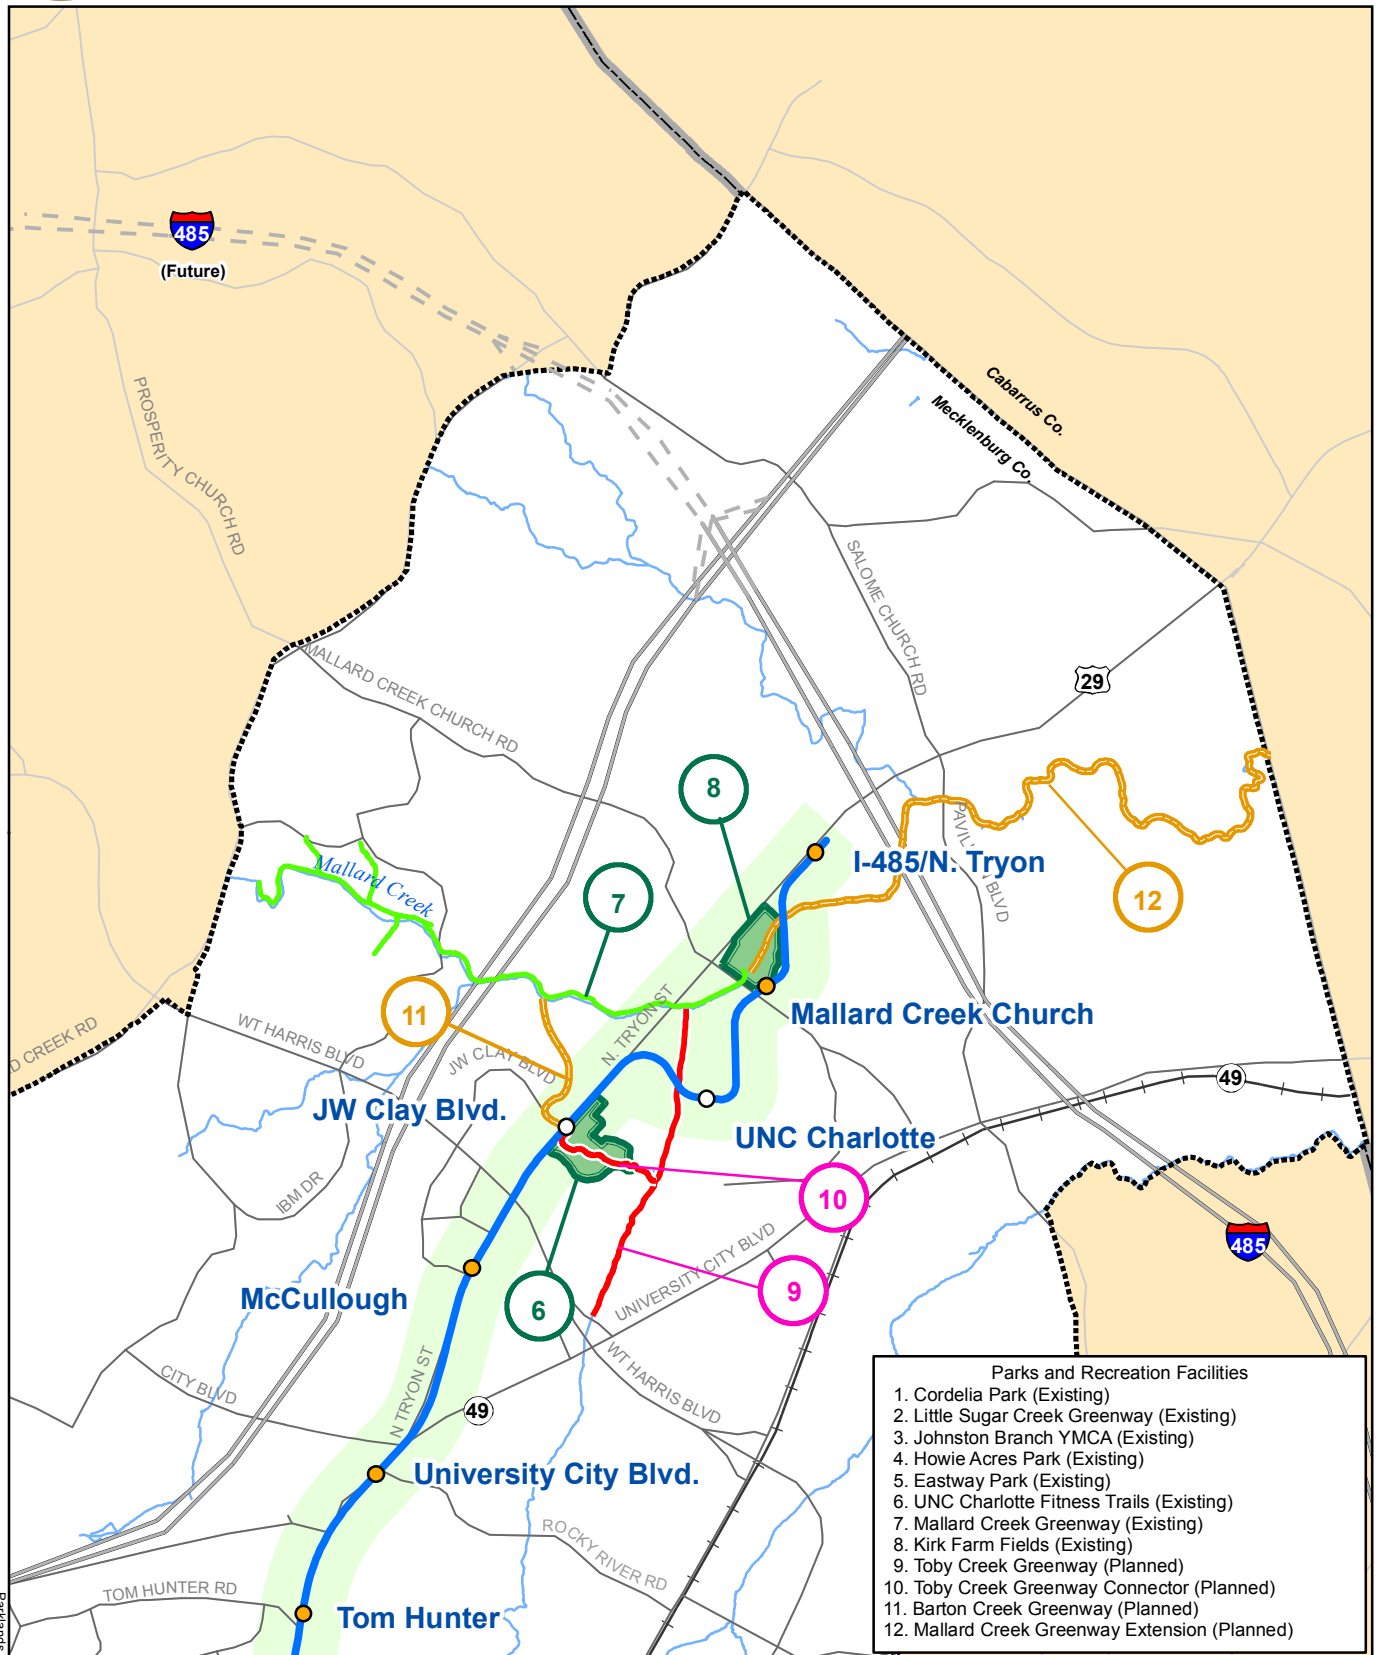 485
(Future)
Cabarrus Co.
Mecklenburg Co.
PROSPERITY CHURCH RD
SALOME CHURCH RD
MALLARD CREEK CHURCH RD
29
8
I-485/N. Tryon
PAVILION BLVD
Mallard Creek
7
12
11
N. TRYON ST
Mallard Creek Church
D CREEK RD
WT HARRIS BLVD
JW CLAY BLVD
49
JW Clay Blvd.
UNC Charlotte
IBM DR
10
485
UNIVERSITY CITY BLVD
McCullough
6
9
WT HARRIS BLVD
CITY BLVD
N TRYON ST
49
University City Blvd.
ROCKY RIVER RD
TOM HUNTER RD
Tom Hunter
Parklands
Parks and Recreation Facilities
1. Cordelia Park (Existing)
2. Little Sugar Creek Greenway (Existing)
3. Johnston Branch YMCA (Existing)
4. Howie Acres Park (Existing)
5. Eastway Park (Existing)
6. UNC Charlotte Fitness Trails (Existing)
7. Mallard Creek Greenway (Existing)
8. Kirk Farm Fields (Existing)
9. Toby Creek Greenway (Planned)
10. Toby Creek Greenway Connector (Planned)
11. Barton Creek Greenway (Planned)
12. Mallard Creek Greenway Extension (Planned)